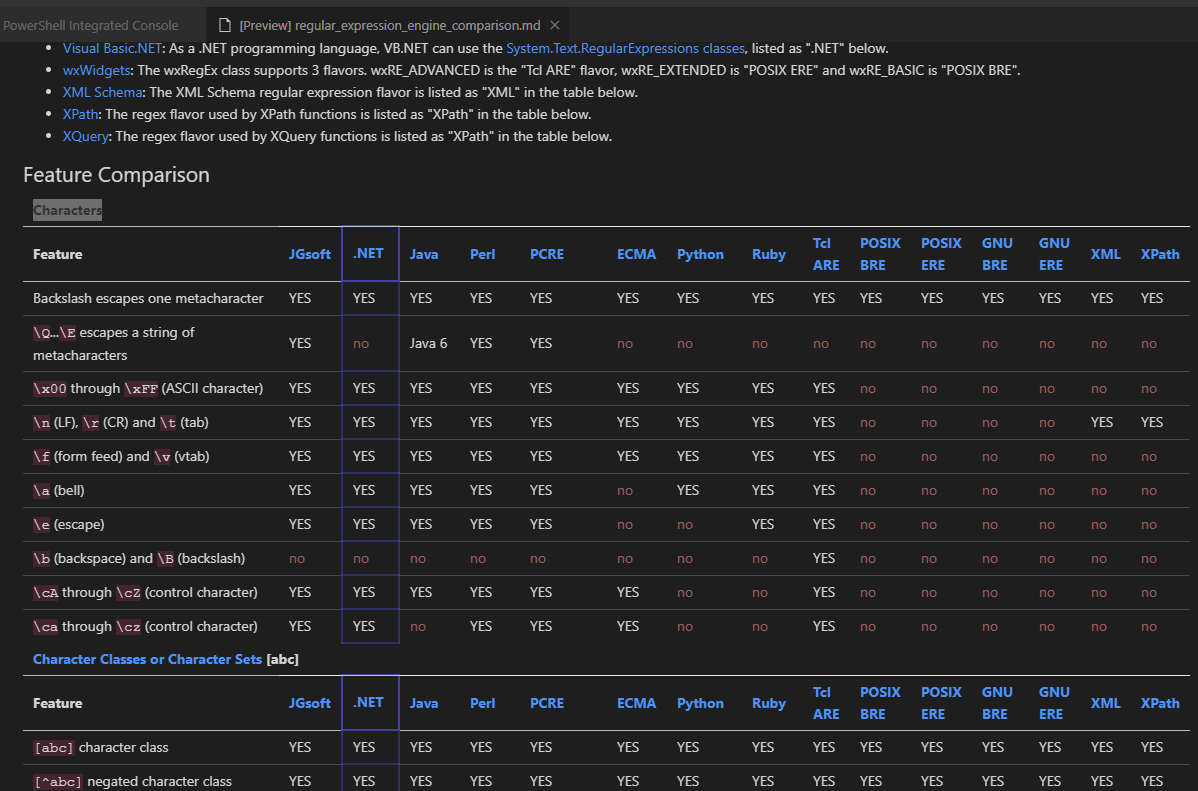 PowerShell Integrated Console [Preview] regular_expression_engine_comparison.md ×
• Visual Basic.NET: As a .NET programming language, VB.NET can use the System.Text.RegularExpressions classes, listed as ".NET" below.
• wxWidgets: The wxRegEx class supports 3 flavors. wxRE_ADVANCED is the "Tcl ARE" flavor, wxRE_EXTENDED is "POSIX ERE" and wxRE_BASIC is "POSIX BRE".
• XML Schema: The XML Schema regular expression flavor is listed as "XML" in the table below.
• XPath: The regex flavor used by XPath functions is listed as "XPath" in the table below.
• XQuery: The regex flavor used by XQuery functions is listed as "XPath" in the table below.
Feature Comparison
Characters
Feature JGsoft .NET Java Perl PCRE ECMA Python Ruby Tcl ARE POSIX BRE POSIX ERE GNU BRE GNU ERE XML XPath
Backslash escapes one metacharacter YES YES YES YES YES YES YES YES YES YES YES YES YES YES YES
\Q...\E escapes a string of metacharacters YES no Java 6 YES YES no no no no no no no no no no
\x00 through \xFF (ASCII character) YES YES YES YES YES YES YES YES YES no no no no no no
\n (LF), \r (CR) and \t (tab) YES YES YES YES YES YES YES YES YES no no no no YES YES
\f (form feed) and \v (vtab) YES YES YES YES YES YES YES YES YES no no no no no no
\a (bell) YES YES YES YES YES no YES YES YES no no no no no no
\e (escape) YES YES YES YES YES no no YES YES no no no no no no
\b (backspace) and \B (backslash) no no no no no no no no YES no no no no no no
\cA through \cZ (control character) YES YES YES YES YES YES no no YES no no no no no no
\ca through \cz (control character) YES YES no YES YES YES no no YES no no no no no no
Character Classes or Character Sets [abc]
Feature JGsoft .NET Java Perl PCRE ECMA Python Ruby Tcl ARE POSIX BRE POSIX ERE GNU BRE GNU ERE XML XPath
[abc] character class YES YES YES YES YES YES YES YES YES YES YES YES YES YES YES
[^abc] negated character class YES YES YES YES YES YES YES YES YES YES YES YES YES YES YES